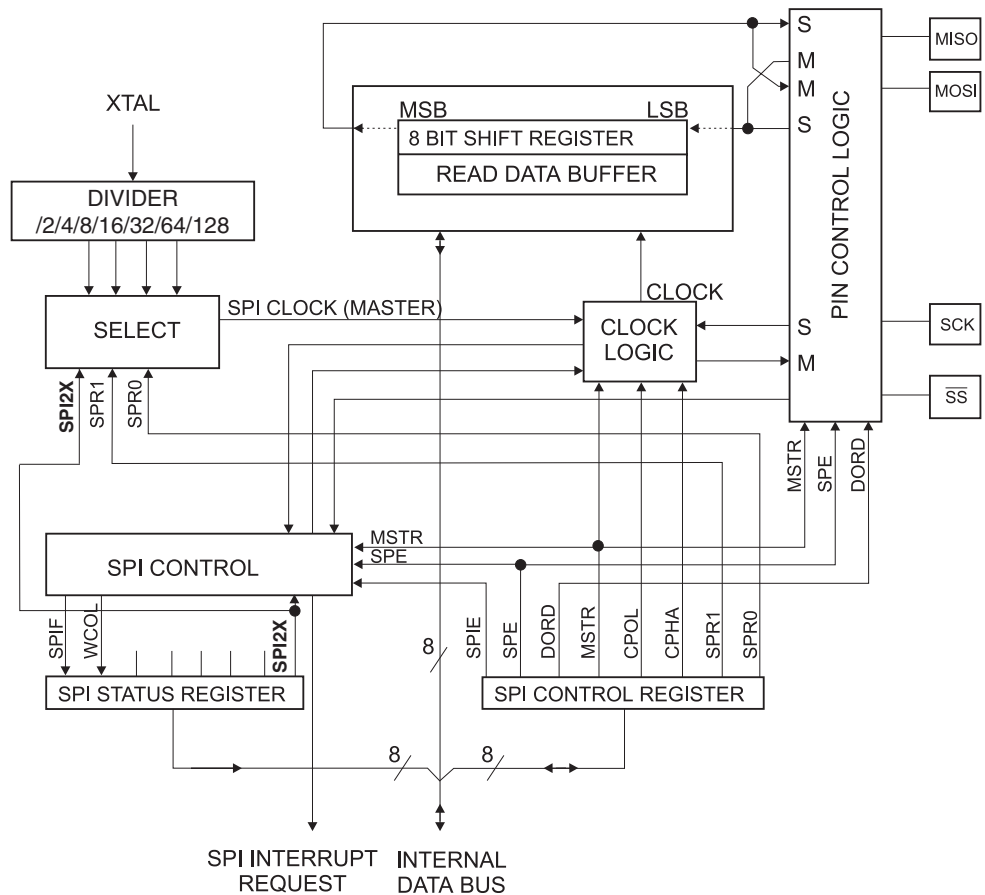 S
MISO
M
XTAL
MSB
LSB
M
MOSI
8 BIT SHIFT REGISTER
S
READ DATA BUFFER
DIVIDER
/2/4/8/16/32/64/128
PIN CONTROL LOGIC
SPI CLOCK (MASTER)
CLOCK
SELECT
CLOCK
LOGIC
S
SCK
M
SPI2X
SPR1
SPR0
SS
MSTR
SPE
DORD
MSTR
SPE
SPI CONTROL
SPIF
WCOL
SPI2X
SPIE
SPE
DORD
MSTR
CPOL
CPHA
SPR1
SPR0
8
SPI STATUS REGISTER
SPI CONTROL REGISTER
8
8
SPI INTERRUPT
REQUEST
INTERNAL
DATA BUS